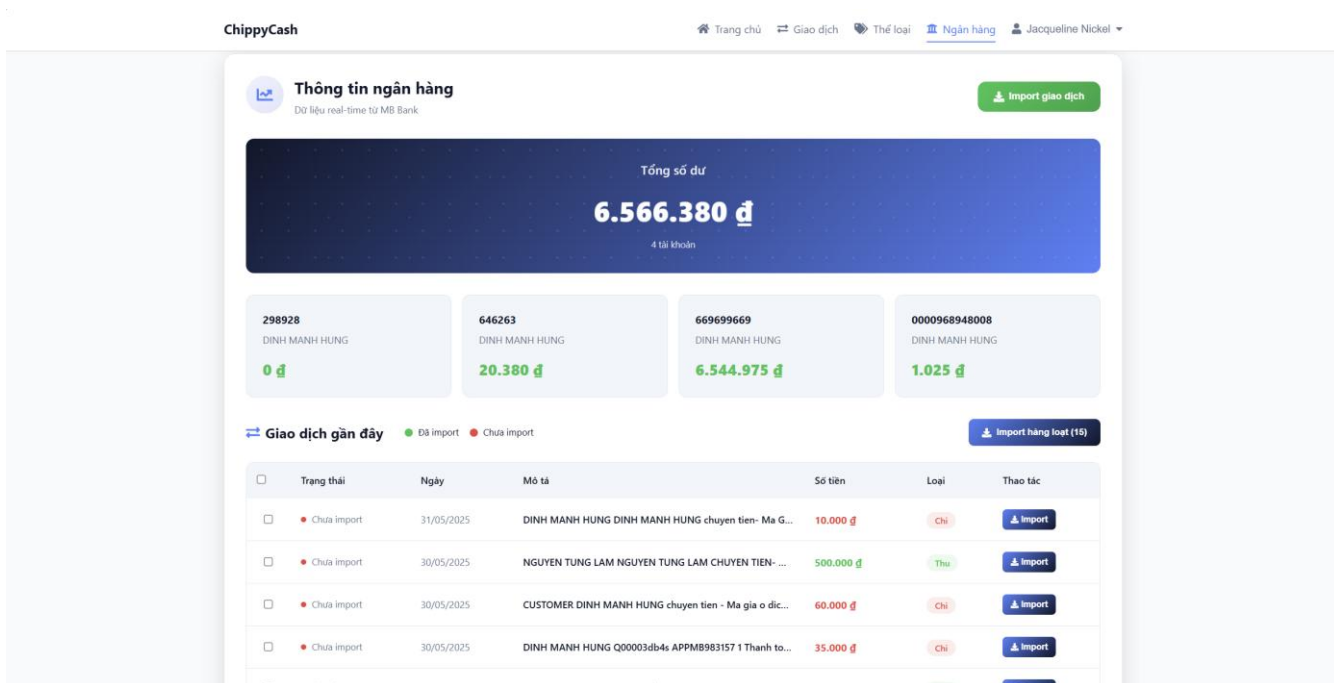 ChippyCash
Trang chủ Giao dịch Thể loại Ngân hàng Jacqueline Nickel
Thông tin ngân hàng
Dữ liệu real-time từ MB Bank
Import giao dịch
Tổng số dư
6.566.380 đ
4 tài khoản
298928
DINH MANH HUNG
0 đ
646263
DINH MANH HUNG
20.380 đ
669699669
DINH MANH HUNG
6.544.975 đ
0000968948008
DINH MANH HUNG
1.025 đ
Giao dịch gần đây Đã import Chưa import
Import hàng loạt (15)
Trạng thái Ngày Mô tả Số tiền Loại Thao tác
Chưa import 31/05/2025 DINH MANH HUNG DINH MANH HUNG chuyen tien- Ma G... 10.000 ₫ Chi Import
Chưa import 30/05/2025 NGUYEN TUNG LAM NGUYEN TUNG LAM CHUYEN TIEN- ... 500.000 ₫ Thu Import
Chưa import 30/05/2025 CUSTOMER DINH MANH HUNG chuyen tien - Ma gia o dic... 60.000 ₫ Chi Import
Chưa import 30/05/2025 DINH MANH HUNG Q00003db4s APPMB983157 1 Thanh to... 35.000 ₫ Chi Import